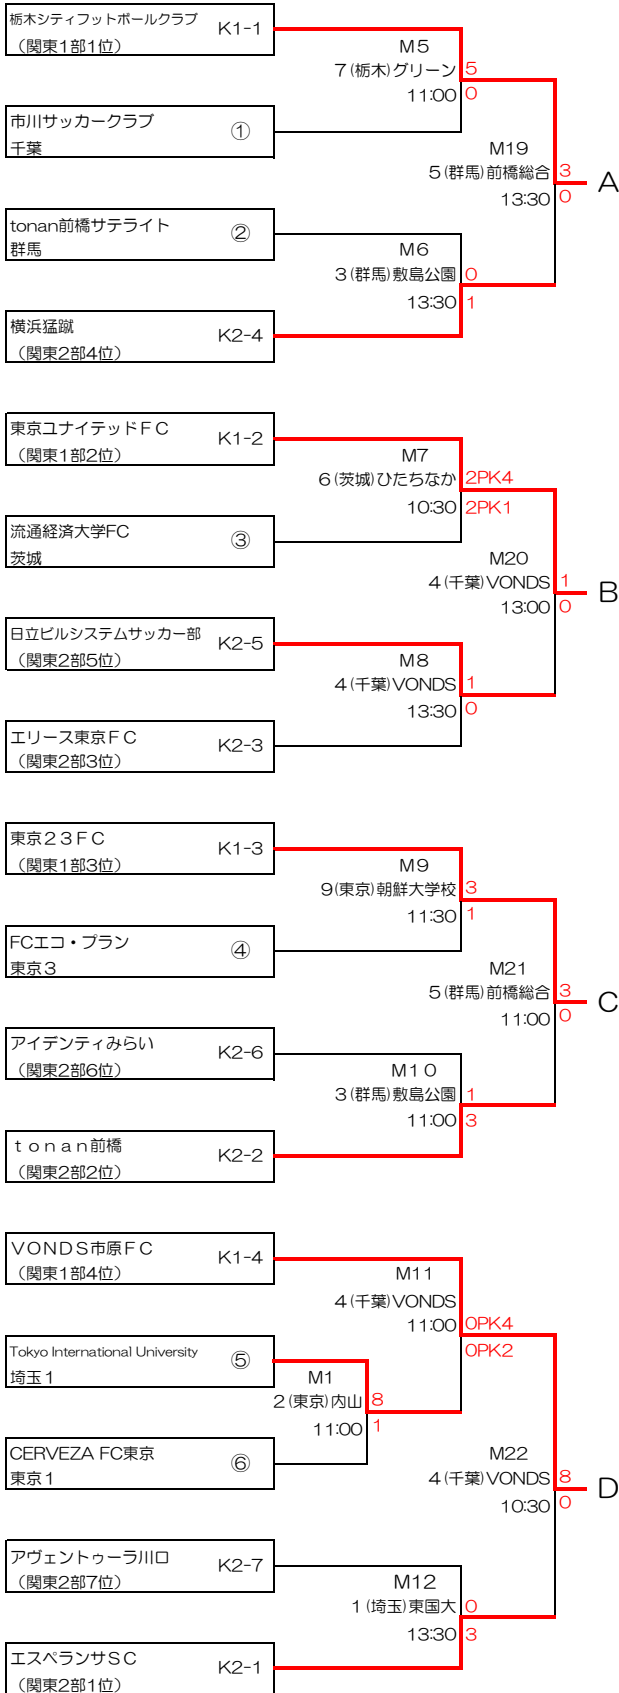 栃木シティフットボールクラブ
（関東1部1位）
K1-1
M5
7(栃木)グリーン
11:00
5
0
市川サッカークラブ
千葉
①
M19
5(群馬)前橋総合
13:30
3
0
A
tonan前橋サテライト
群馬
②
M6
3(群馬)敷島公園
13:30
0
1
横浜猛蹴
（関東2部4位）
K2-4
東京ユナイテッドＦＣ
（関東1部2位）
K1-2
M7
6(茨城)ひたちなか
10:30
2PK4
2PK1
流通経済大学FC
茨城
③
M20
4(千葉)VONDS
13:00
1
0
B
日立ビルシステムサッカー部
（関東2部5位）
K2-5
M8
4(千葉)VONDS
13:30
1
0
エリース東京ＦＣ
（関東2部3位）
K2-3
東京２３ＦＣ
（関東1部3位）
K1-3
M9
9(東京)朝鮮大学校
11:30
3
1
FCエコ・プラン
東京３
④
M21
5(群馬)前橋総合
11:00
3
0
C
アイデンティみらい
（関東2部6位）
K2-6
M10
3(群馬)敷島公園
11:00
1
3
ｔｏｎａｎ前橋
（関東2部2位）
K2-2
ＶＯＮＤＳ市原ＦＣ
（関東1部4位）
K1-4
M11
4(千葉)VONDS
11:00
0PK4
0PK2
Tokyo International University
埼玉１
⑤
M1
2(東京)内山
11:00
8
1
CERVEZA FC東京
東京１
⑥
M22
4(千葉)VONDS
10:30
8
0
D
アヴェントゥーラ川口
（関東2部7位）
K2-7
M12
1(埼玉)東国大
13:30
0
3
エスペランサＳＣ
（関東2部1位）
K2-1